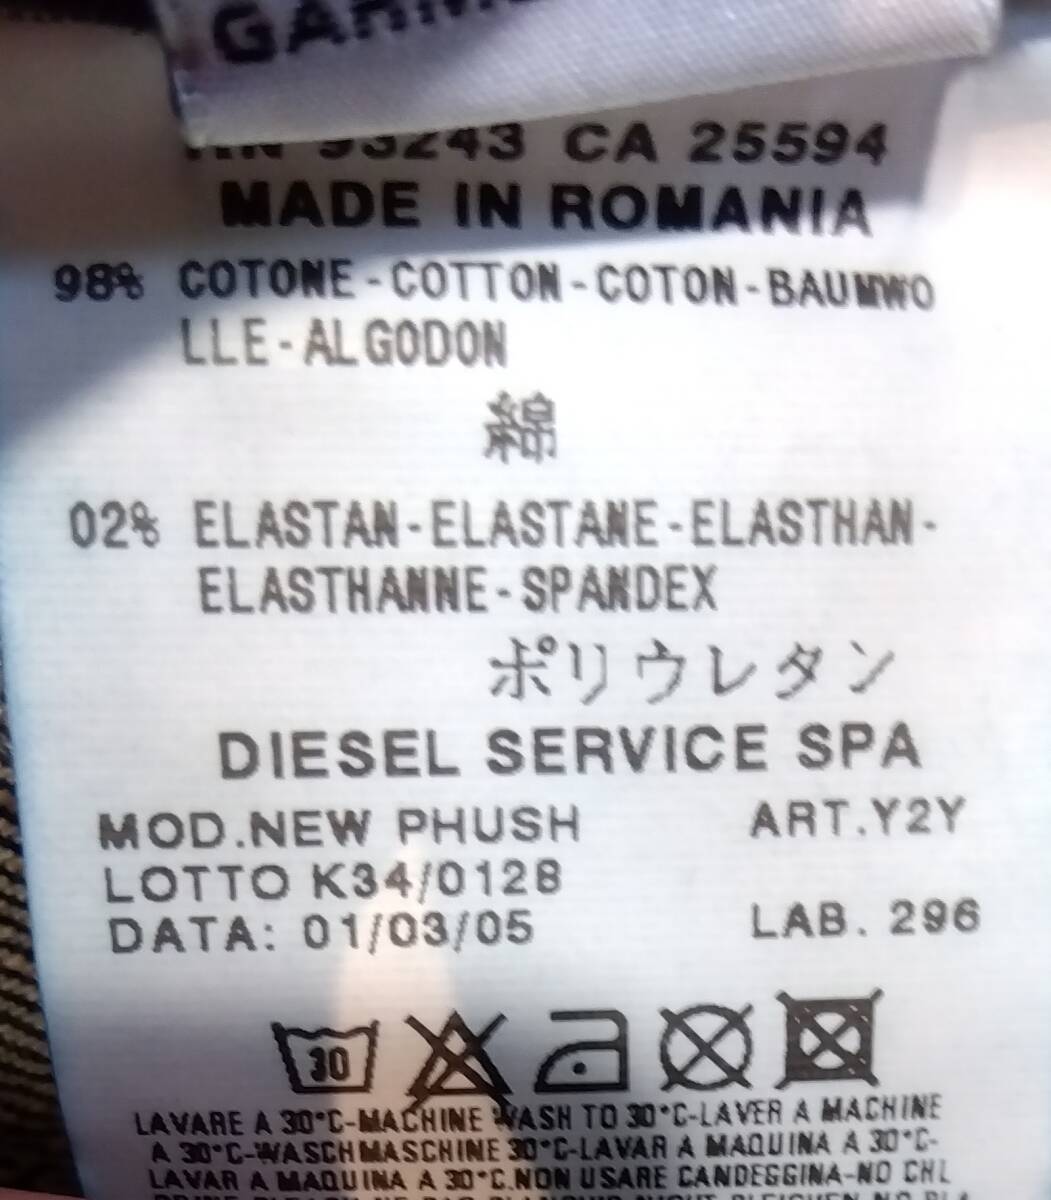 93243 CA 25594
MADE IN ROMANIA
98% COTONE-COTTON-COTON-BAUMWO
LLE-ALGODON
綿
02% ELASTAN-ELASTANE-ELASTHAN-
ELASTHANNE-SPANDEX
ポリウレタン
DIESEL SERVICE SPA
MOD.NEW PHUSH ART.Y2Y
LOTTO K34/0128
DATA: 01/03/05 LAB. 296
30
LAVARE A 30°C-MACHINE WASH TO 30°C-LAVER A MACHINE
A 30°C-WASCHMASCHINE 30°C-LAVAR A MAQUINA A 30°C-
LAVAR A MAQUINA A 30°C.NON USARE CANDEGGINA-NO CHL